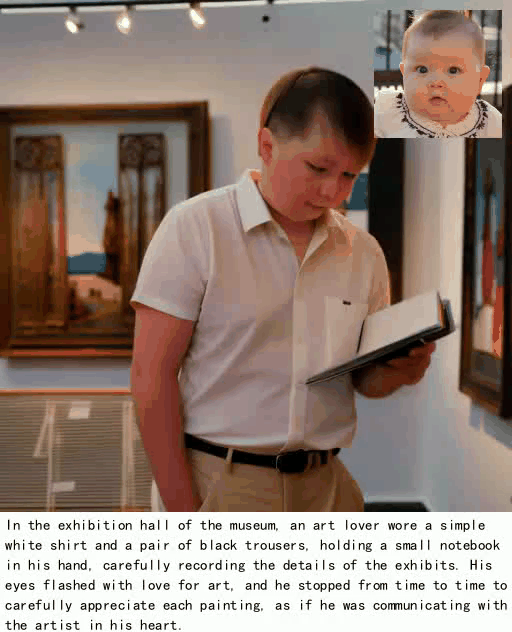 In the exhibition hall of the museum, an art lover wore a simple
white shirt and a pair of black trousers, holding a small notebook
in his hand, carefully recording the details of the exhibits. His
eyes flashed with love for art, and he stopped from time to time to
carefully appreciate each painting, as if he was communicating with
the artist in his heart.